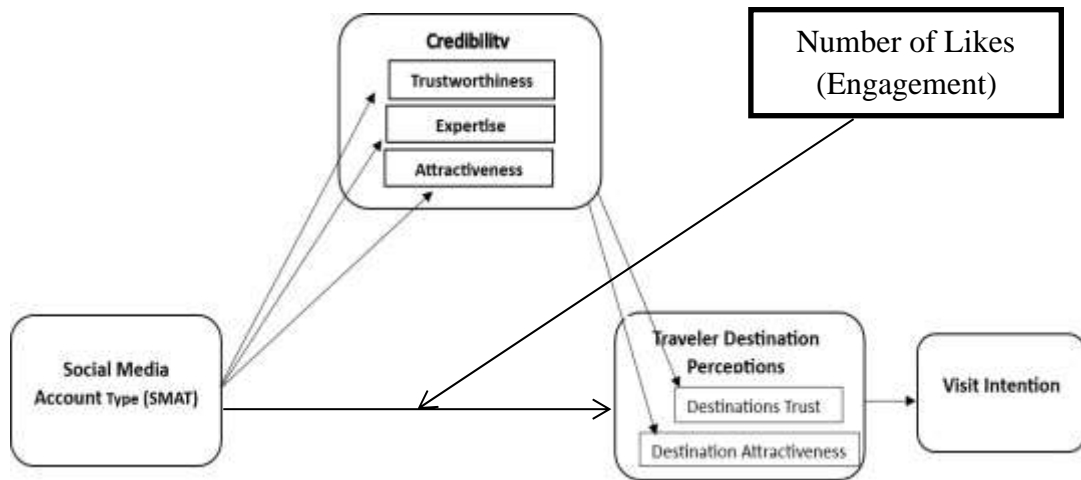 Credibility
Trustworthiness
Expertise
Attractiveness
Number of Likes
(Engagement)
Social Media
Account Type (SMAT)
Traveler Destination
Perceptions
Destinations Trust
Destination Attractiveness
Visit Intention